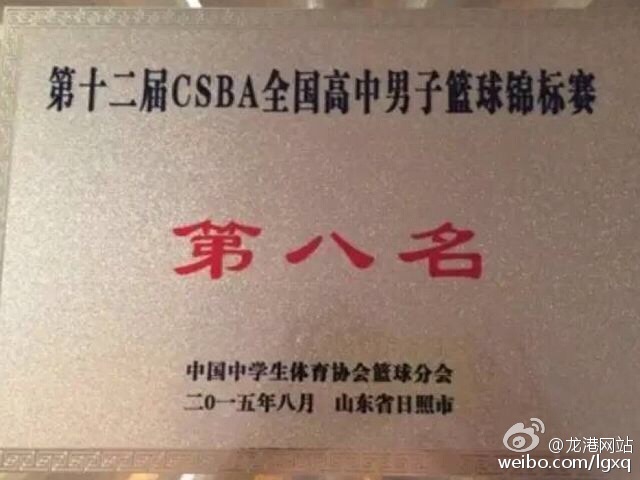 第十二届CSBA全国高中男子篮球锦标赛
第八名
中国中学生体育协会篮球分会
二0一五年八月 山东省日照市
@龙港网站
weibo.com/lgxq